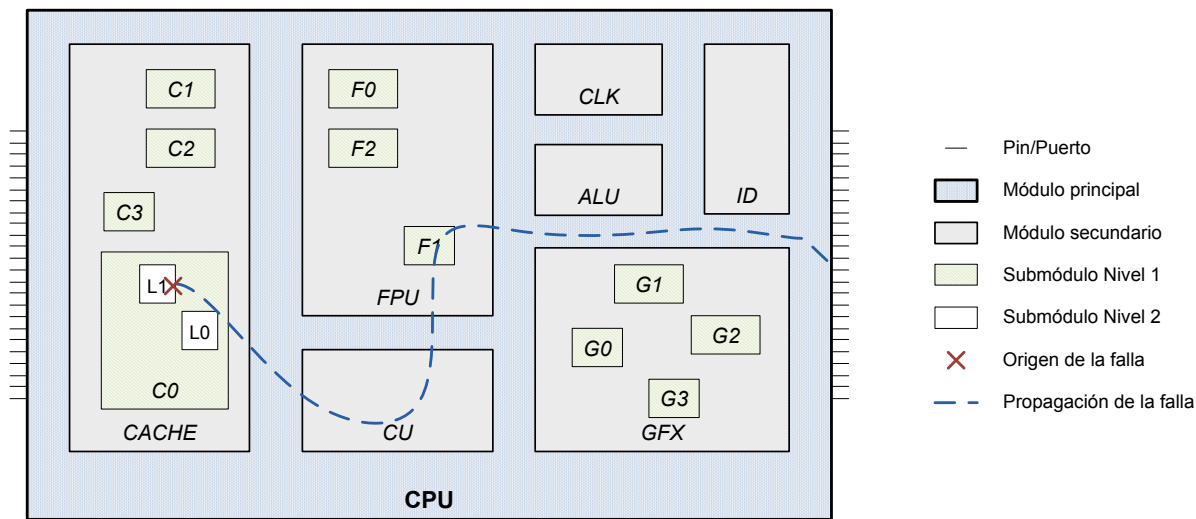 C1
C2
C3
L1
L0
C0
CACHE
F0
F2
F1
FPU
CU
CLK
ALU
ID
G1
G2
G0
G3
GFX
CPU
Pin/Puerto
Módulo principal
Módulo secundario
Submódulo Nivel 1
Submódulo Nivel 2
Origen de la falla
Propagación de la falla